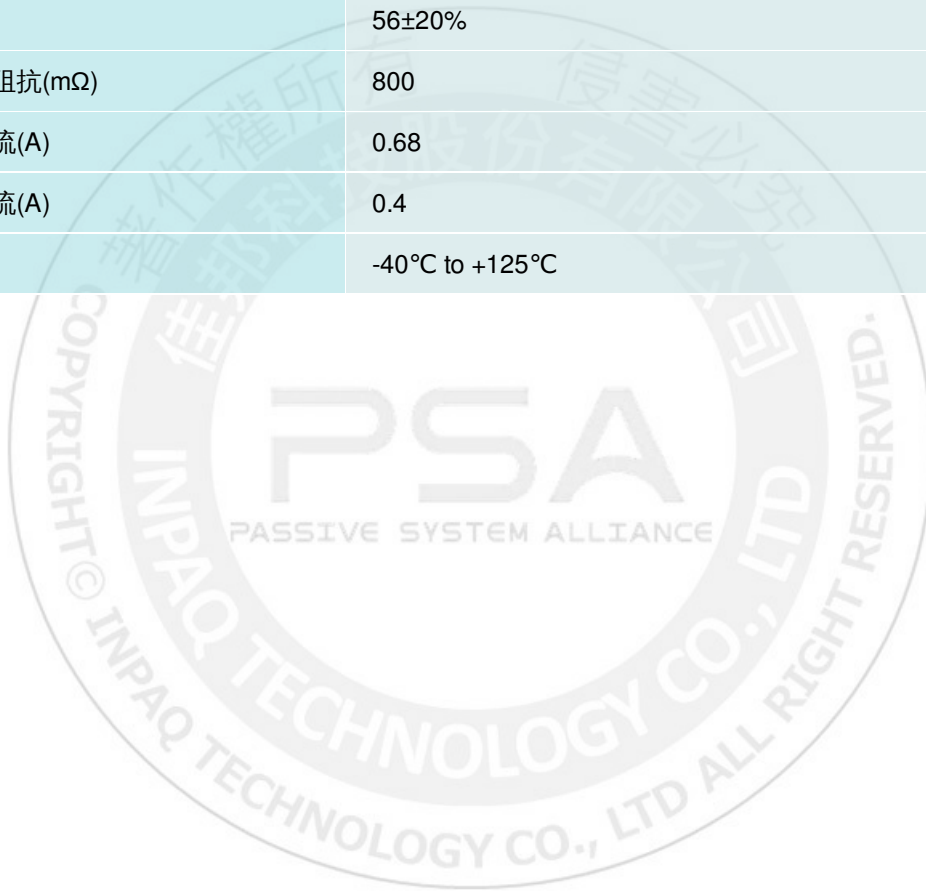 56±20%
阻抗(mΩ) 800
流(A) 0.68
流(A) 0.4
-40℃ to +125℃
著作權所有 侵害必究
佳邦科技股份有限公司
PSA
PASSIVE SYSTEM ALLIANCE
INPAQ TECHNOLOGY CO., LTD
COPYRIGHT© INPAQ TECHNOLOGY CO., LTD ALL RIGHT RESERVED.